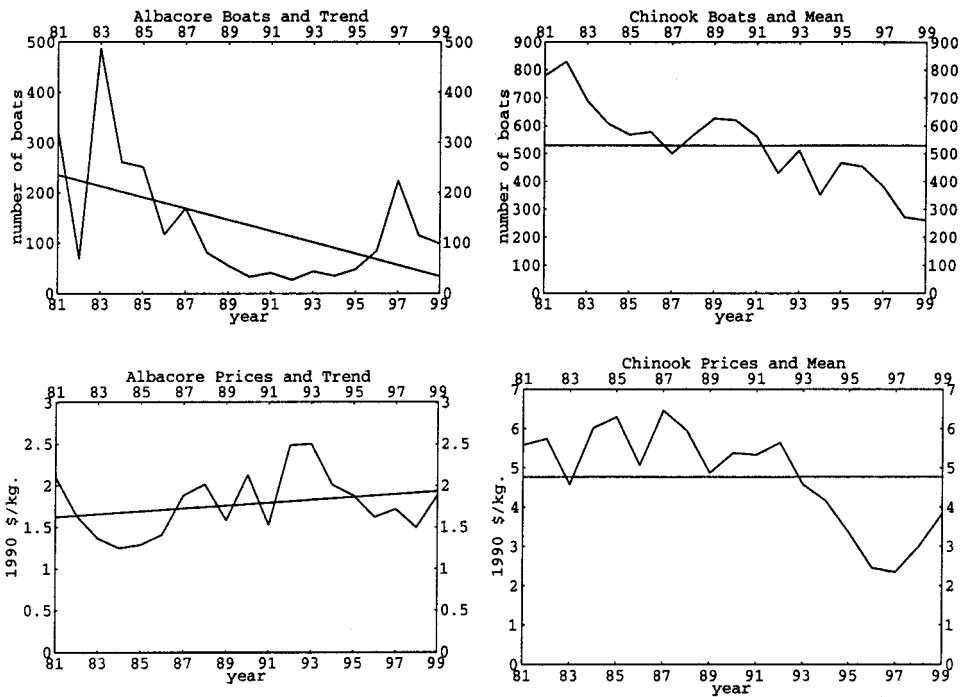 Albacore Boats and Trend
81 83 85 87 89 91 93 95 97 99
500 500
400 400
300 300
200 200
100 100
0 0
number of boats
81 83 85 87 89 91 93 95 97 99
year
Chinook Boats and Mean
81 83 85 87 89 91 93 95 97 99
900 900
800 800
700 700
600 600
500 500
400 400
300 300
200 200
100 100
0 0
number of boats
81 83 85 87 89 91 93 95 97 99
year
Albacore Prices and Trend
81 83 85 87 89 91 93 95 97 99
3 3
2.5 2.5
2 2
1.5 1.5
1 1
0.5 0.5
0 0
1990 $/kg.
81 83 85 87 89 91 93 95 97 99
year
Chinook Prices and Mean
81 83 85 87 89 91 93 95 97 99
7 7
6 6
5 5
4 4
3 3
2 2
1 1
0 0
1990 $/kg.
81 83 85 87 89 91 93 95 97 99
year